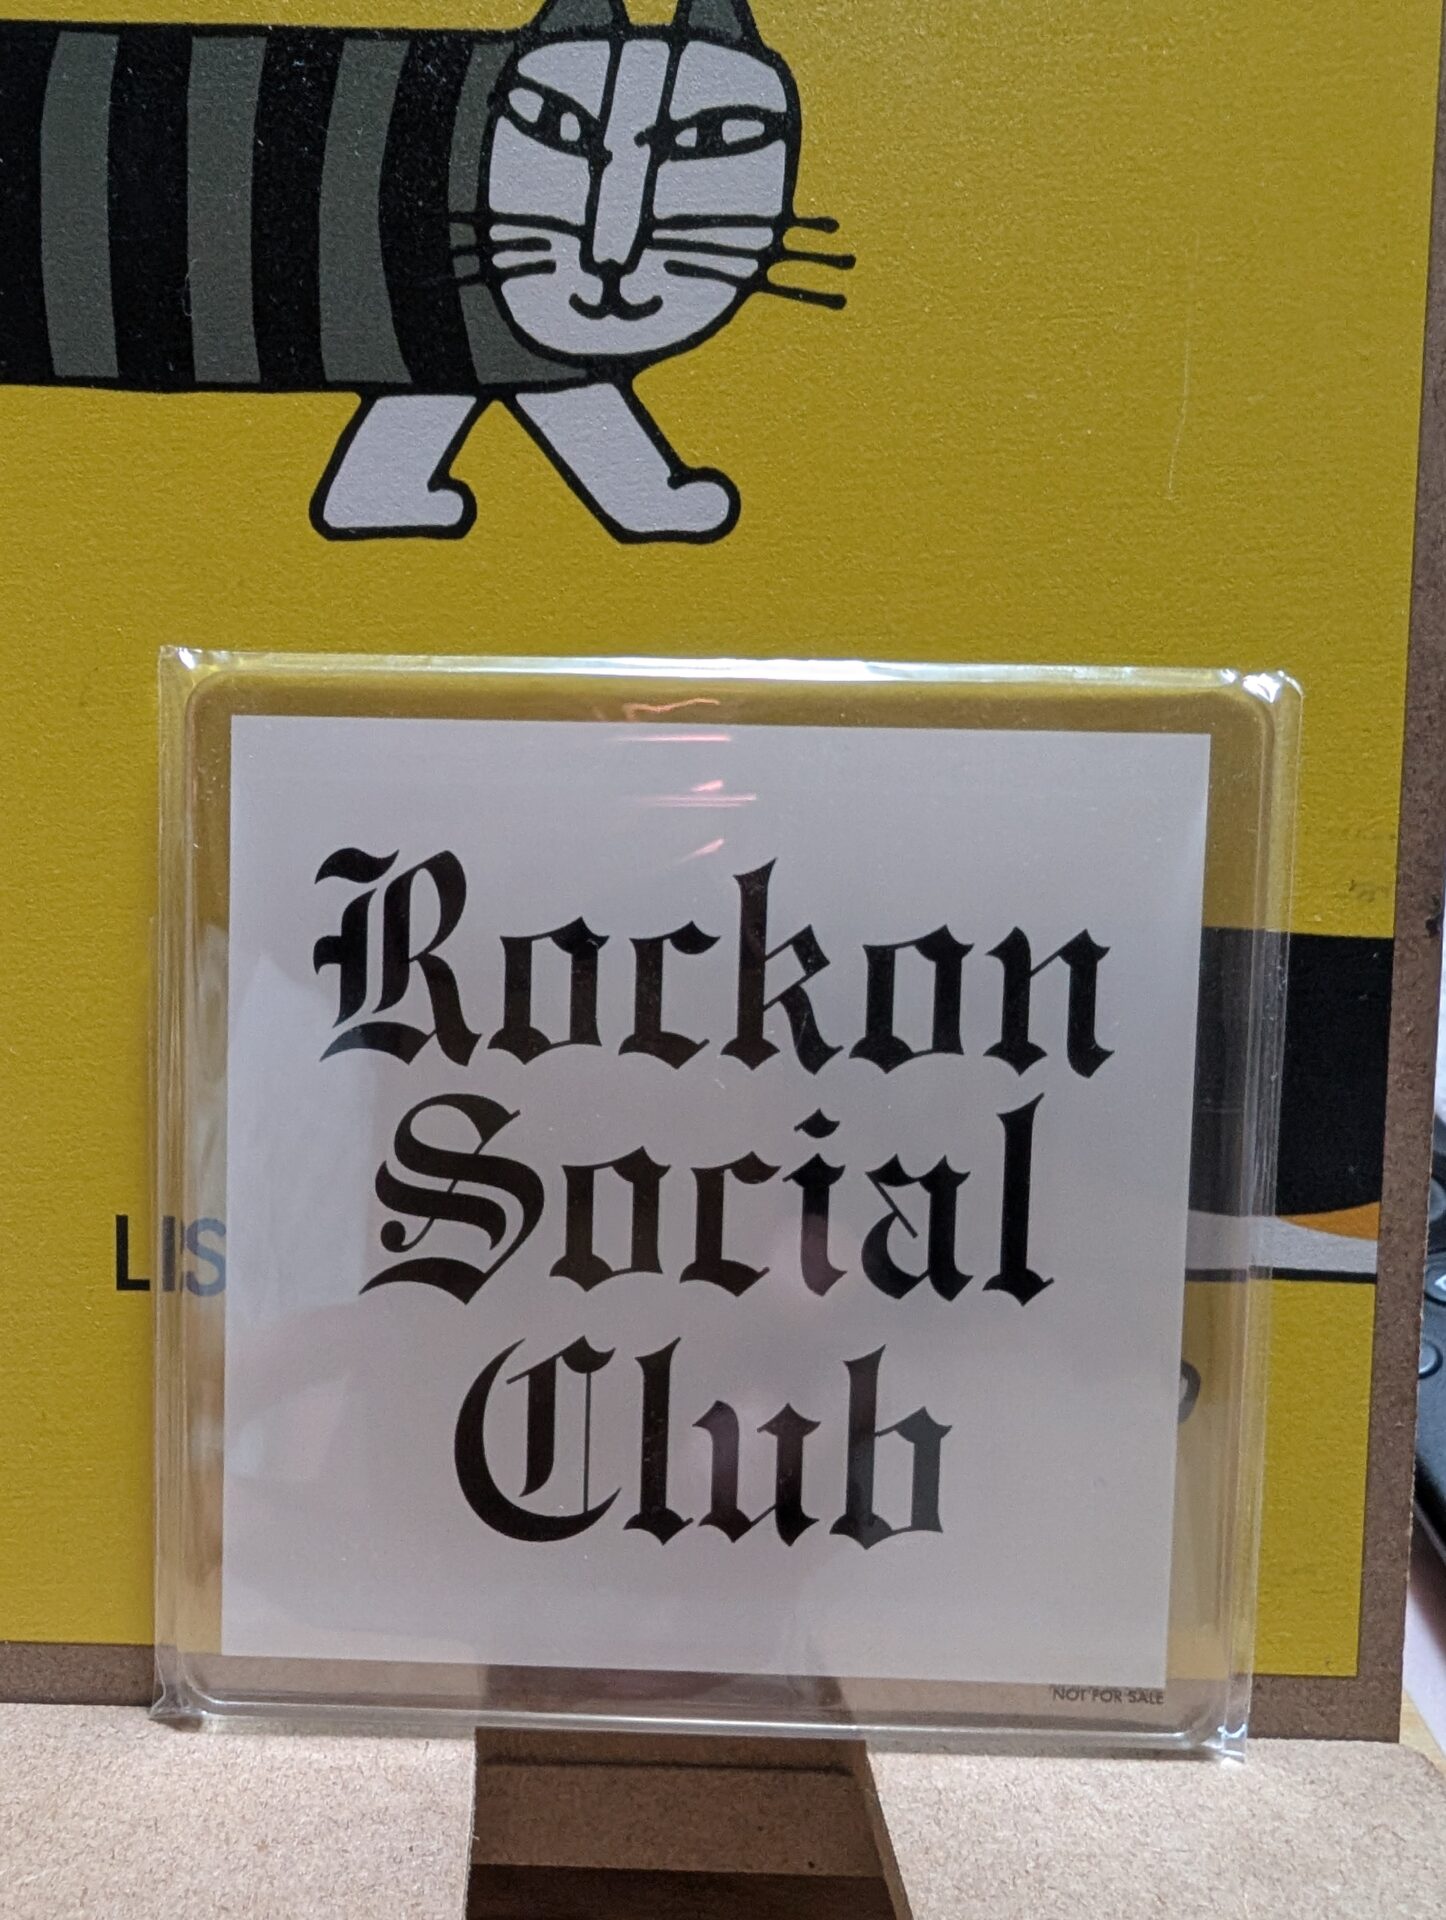 Rockon
Social
Club
NOT FOR SALE